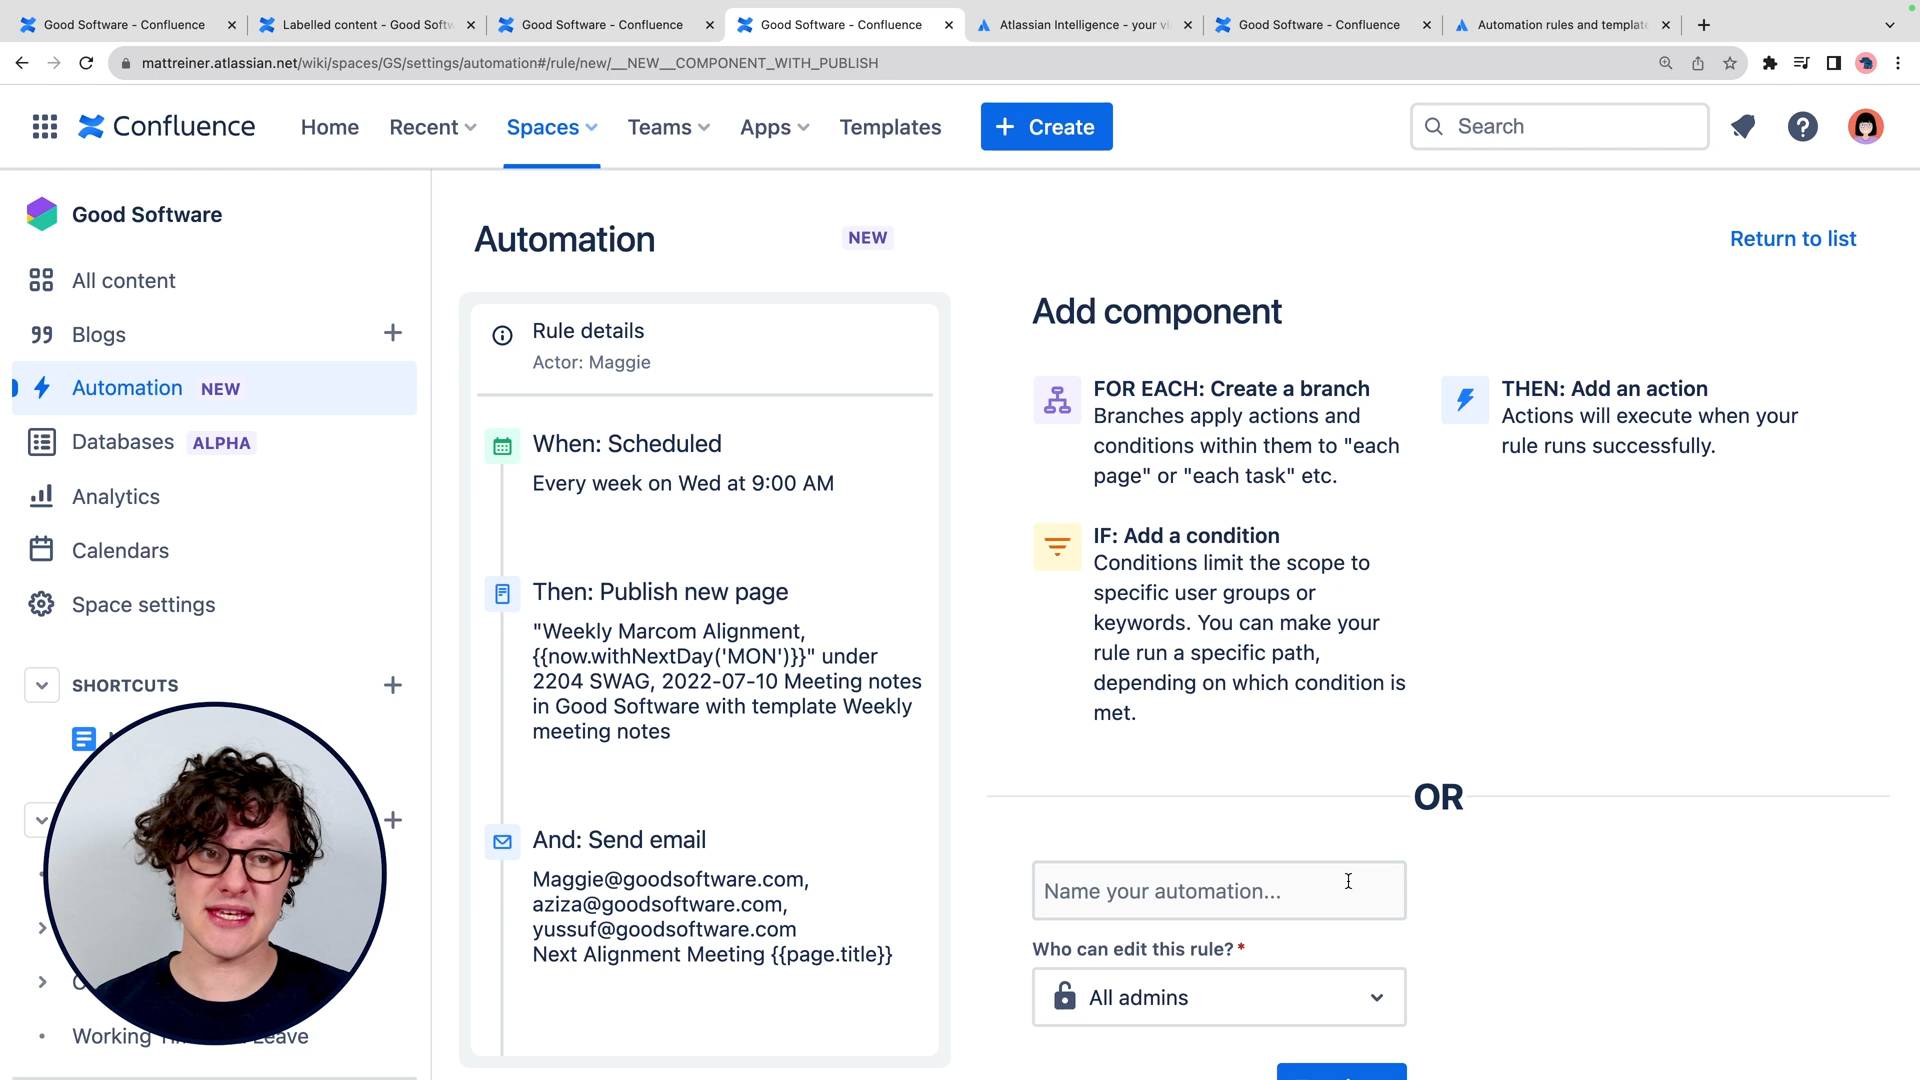 Good Software - Confluence
Labelled content - Good Softw
Good Software - Confluence
Good Software - Confluence
Atlassian Intelligence - your vi
Good Software - Confluence
Automation rules and template
mattreiner.atlassian.net/wiki/spaces/GS/settings/automation#/rule/new/__NEW__COMPONENT_WITH_PUBLISH
Confluence
Home
Recent
Spaces
Teams
Apps
Templates
+ Create
Search
Good Software
All content
Blogs
Automation NEW
Databases ALPHA
Analytics
Calendars
Space settings
SHORTCUTS
Working
Leave
Automation
NEW
Return to list
Rule details
Actor: Maggie
When: Scheduled
Every week on Wed at 9:00 AM
Then: Publish new page
"Weekly Marcom Alignment,
{{now.withNextDay('MON')}}" under
2204 SWAG, 2022-07-10 Meeting notes
in Good Software with template Weekly
meeting notes
And: Send email
Maggie@goodsoftware.com,
aziza@goodsoftware.com,
yussuf@goodsoftware.com
Next Alignment Meeting {{page.title}}
Add component
FOR EACH: Create a branch
Branches apply actions and
conditions within them to "each
page" or "each task" etc.
THEN: Add an action
Actions will execute when your
rule runs successfully.
IF: Add a condition
Conditions limit the scope to
specific user groups or
keywords. You can make your
rule run a specific path,
depending on which condition is
met.
OR
Name your automation...
Who can edit this rule?*
All admins